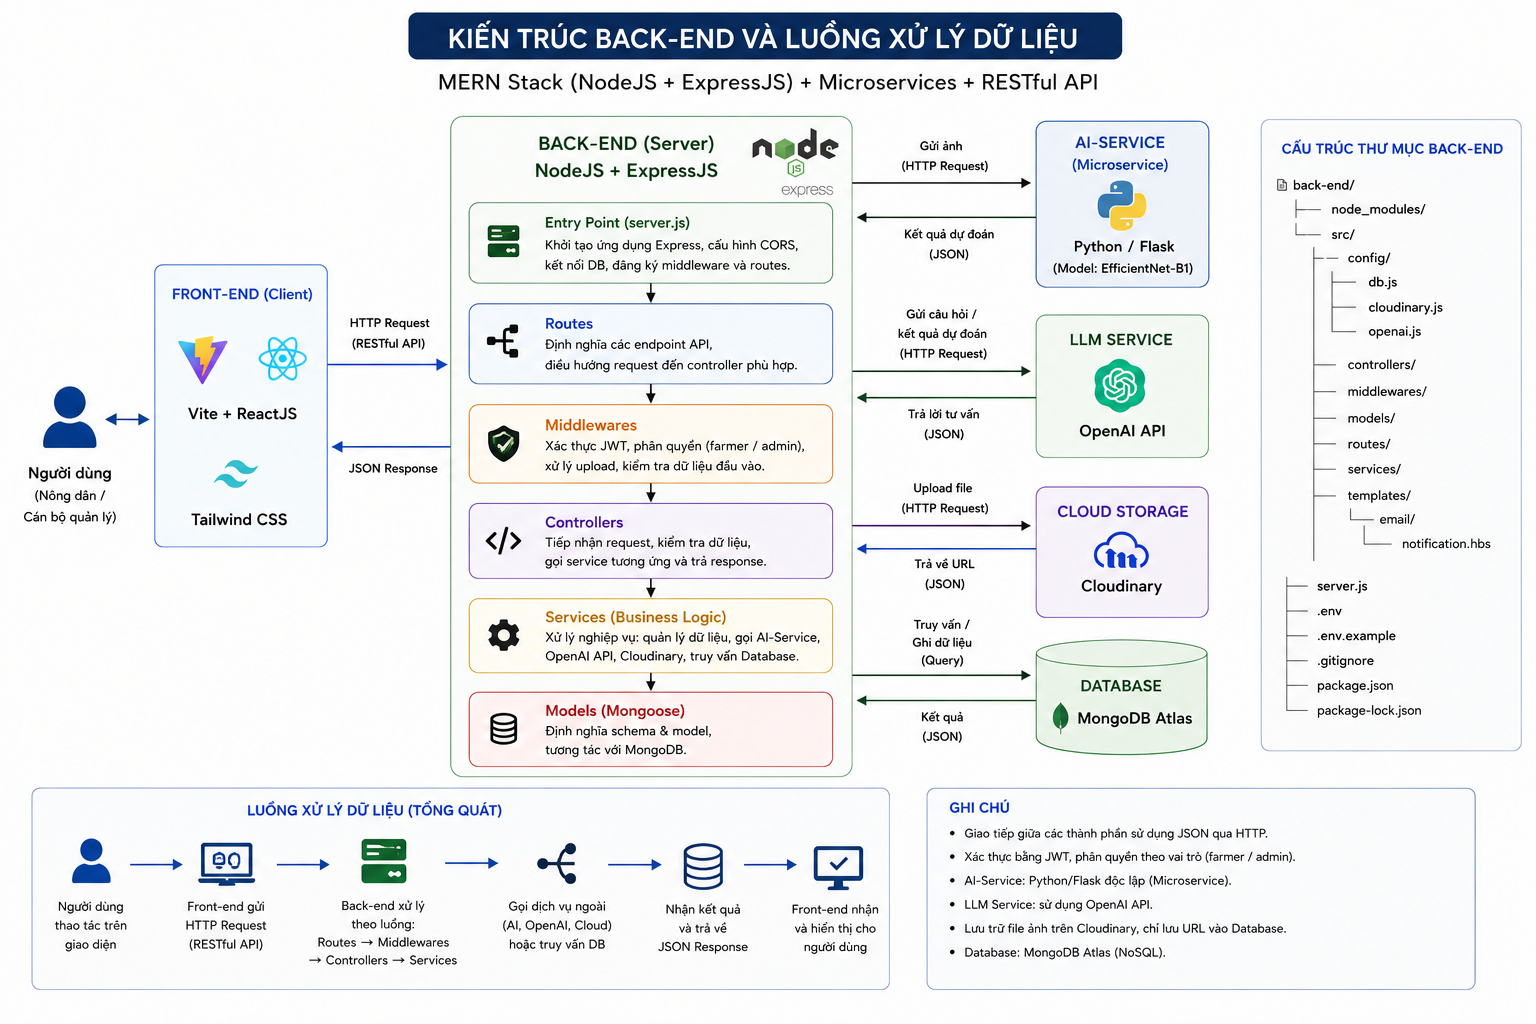 KIẾN TRÚC BACK-END VÀ LUỒNG XỬ LÝ DỮ LIỆU
MERN Stack (NodeJS + ExpressJS) + Microservices + RESTful API
Người dùng
(Nông dân /
Cán bộ quản lý)
FRONT-END (Client)
Vite + ReactJS
Tailwind CSS
HTTP Request
(RESTful API)
JSON Response
BACK-END (Server)
NodeJS + ExpressJS
node
JS
express
Entry Point (server.js)
Khởi tạo ứng dụng Express, cấu hình CORS,
kết nối DB, đăng ký middleware và routes.
Routes
Định nghĩa các endpoint API,
điều hướng request đến controller phù hợp.
Middlewares
Xác thực JWT, phân quyền (farmer / admin),
xử lý upload, kiểm tra dữ liệu đầu vào.
Controllers
Tiếp nhận request, kiểm tra dữ liệu,
gọi service tương ứng và trả response.
Services (Business Logic)
Xử lý nghiệp vụ: quản lý dữ liệu, gọi AI-Service,
OpenAI API, Cloudinary, truy vấn Database.
Models (Mongoose)
Định nghĩa schema & model,
tương tác với MongoDB.
Gửi ảnh
(HTTP Request)
Kết quả dự đoán
(JSON)
Gửi câu hỏi /
kết quả dự đoán
(HTTP Request)
Trả lời tư vấn
(JSON)
Upload file
(HTTP Request)
Trả về URL
(JSON)
Truy vấn /
Ghi dữ liệu
(Query)
Kết quả
(JSON)
AI-SERVICE
(Microservice)
Python / Flask
(Model: EfficientNet-B1)
LLM SERVICE
OpenAI API
CLOUD STORAGE
Cloudinary
DATABASE
MongoDB Atlas
CẤU TRÚC THƯ MỤC BACK-END
back-end/
node_modules/
src/
config/
db.js
cloudinary.js
openai.js
controllers/
middlewares/
models/
routes/
services/
templates/
email/
notification.hbs
server.js
.env
.env.example
.gitignore
package.json
package-lock.json
LUỒNG XỬ LÝ DỮ LIỆU (TỔNG QUÁT)
Người dùng
thao tác trên
giao diện
Front-end gửi
HTTP Request
(RESTful API)
Back-end xử lý
theo luồng:
Routes → Middlewares
→ Controllers → Services
Gọi dịch vụ ngoài
(AI, OpenAI, Cloud)
hoặc truy vấn DB
Nhận kết quả
và trả về
JSON Response
Front-end nhận
và hiển thị cho
người dùng
GHI CHÚ
• Giao tiếp giữa các thành phần sử dụng JSON qua HTTP.
• Xác thực bằng JWT, phân quyền theo vai trò (farmer / admin).
• AI-Service: Python/Flask độc lập (Microservice).
• LLM Service: sử dụng OpenAI API.
• Lưu trữ file ảnh trên Cloudinary, chỉ lưu URL vào Database.
• Database: MongoDB Atlas (NoSQL).